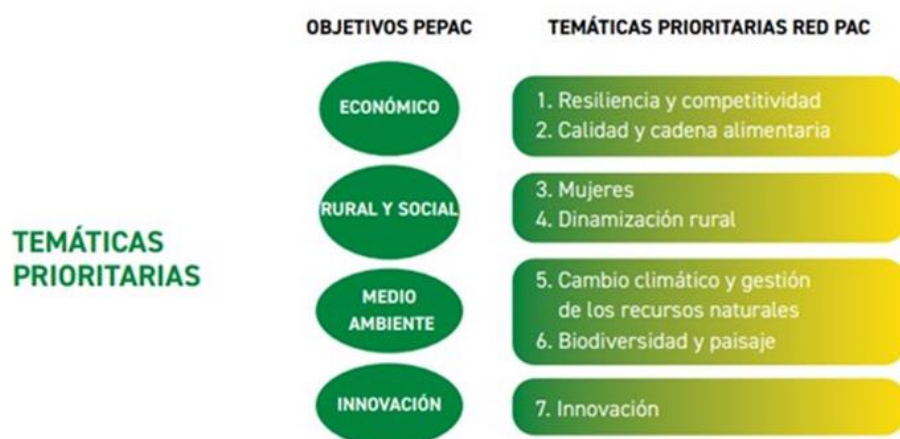 OBJETIVOS PEPAC
TEMÁTICAS PRIORITARIAS RED PAC
ECONÓMICO
1. Resiliencia y competitividad
2. Calidad y cadena alimentaria
RURAL Y SOCIAL
3. Mujeres
4. Dinamización rural
TEMÁTICAS
PRIORITARIAS
MEDIO
AMBIENTE
5. Cambio climático y gestión
de los recursos naturales
6. Biodiversidad y paisaje
INNOVACIÓN
7. Innovación